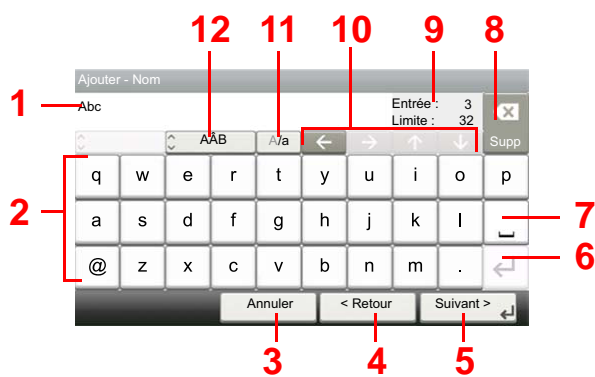 12 11 10 9 8
Ajouter - Nom
1 Abc Entrée : 3
Limite : 32
AÂB A/a ← → ↑ ↓ Supp
2 q w e r t y u i o p
a s d f g h j k l 7
@ z x c v b n m . 6
Annuler < Retour Suivant >
3 4 5